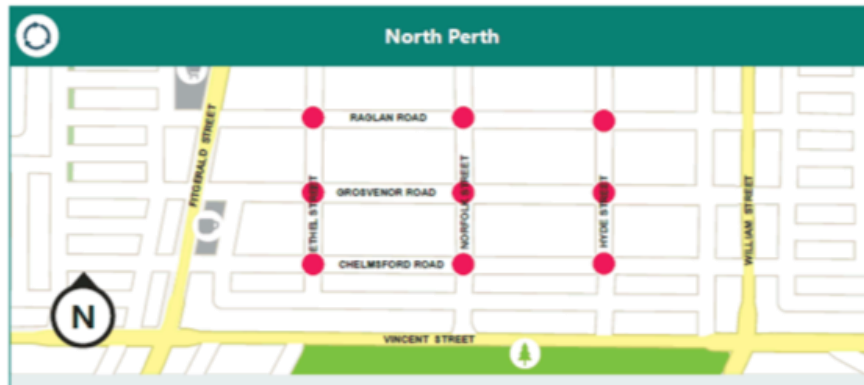 North Perth
RAGLAN ROAD
FITGERALD STREET
GROSVENOR ROAD
ETHEL STREET
NORFOLK STREET
HYDE STREET
WILLIAM STREET
CHELMSFORD ROAD
N
VINCENT STREET